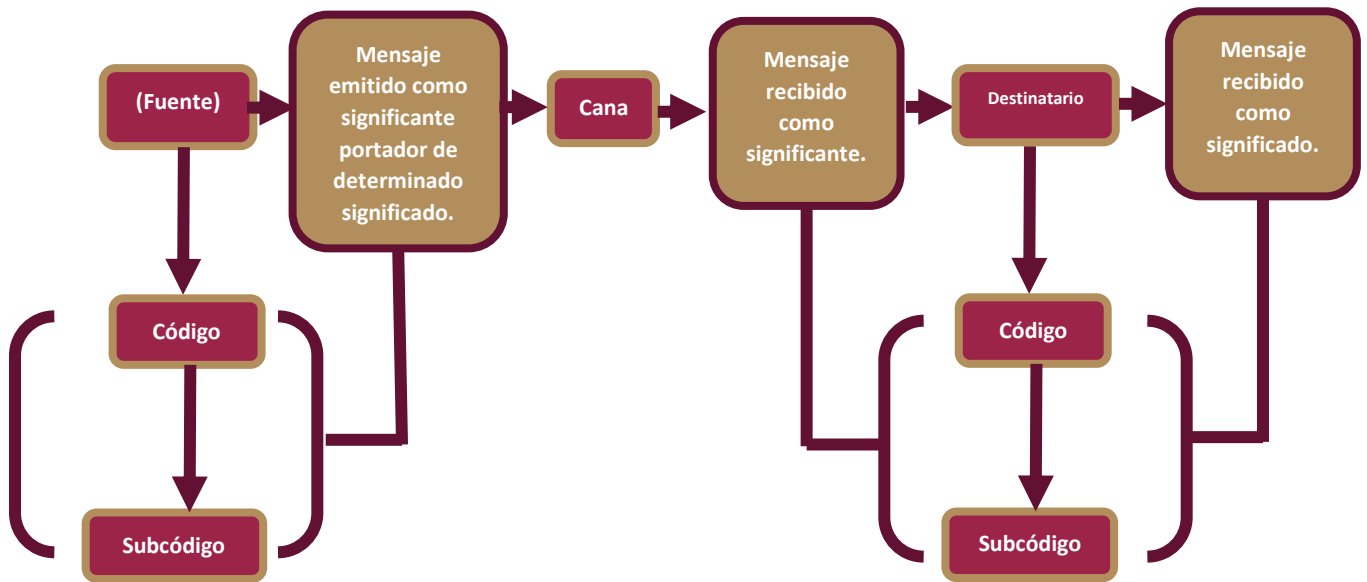 (Fuente)
Mensaje
emitido como
significante
portador de
determinado
significado.
Cana
Mensaje
recibido
como
significante.
Destinatario
Mensaje
recibido
como
significado.
Código
Subcódigo
Código
Subcódigo